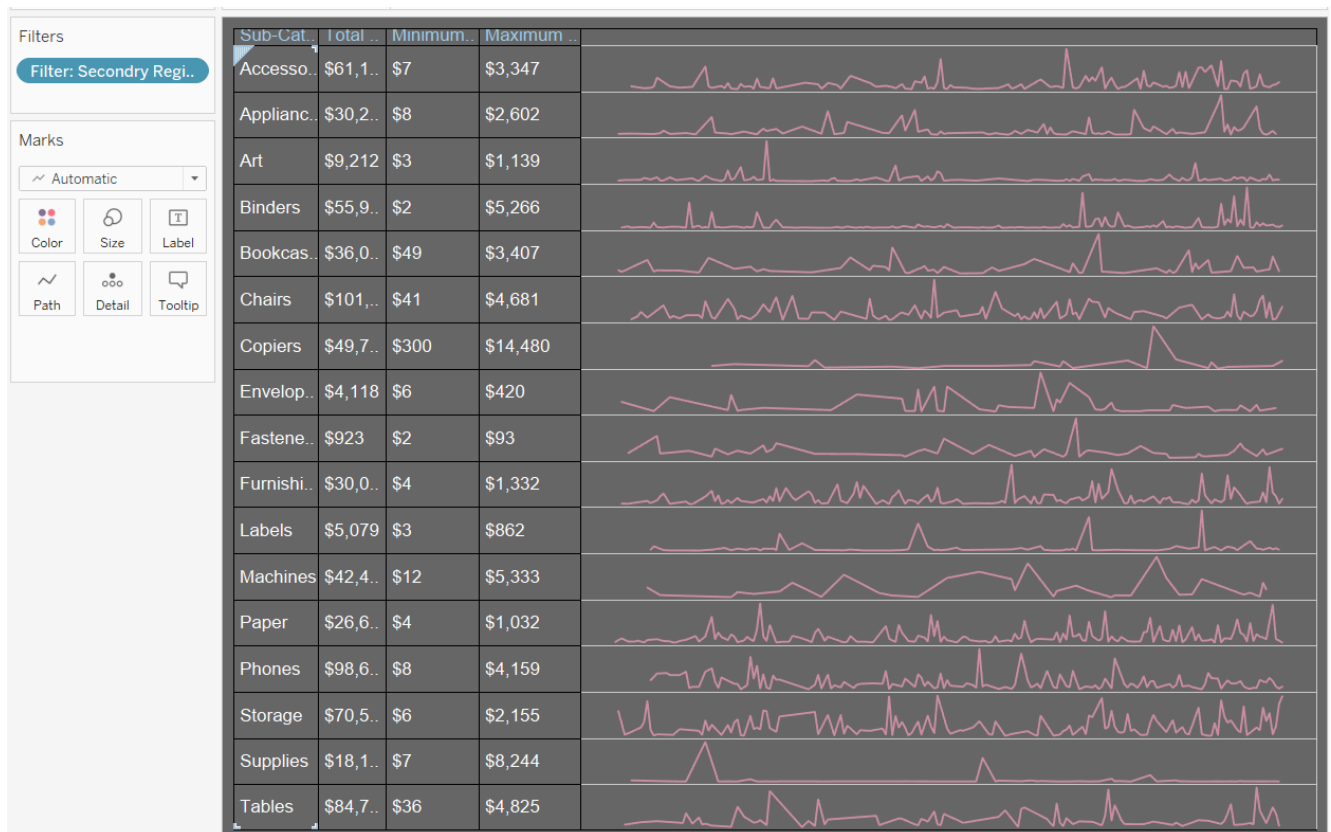 Filters
Filter: Secondry Regi..
Marks
Automatic
Color Size Label
Path Detail Tooltip
Sub-Cat.. Total .. Minimum.. Maximum ..
Accesso.. $61,1.. $7 $3,347
Applianc.. $30,2.. $8 $2,602
Art $9,212 $3 $1,139
Binders $55,9.. $2 $5,266
Bookcas.. $36,0.. $49 $3,407
Chairs $101,.. $41 $4,681
Copiers $49,7.. $300 $14,480
Envelop.. $4,118 $6 $420
Fastene.. $923 $2 $93
Furnishi.. $30,0.. $4 $1,332
Labels $5,079 $3 $862
Machines $42,4.. $12 $5,333
Paper $26,6.. $4 $1,032
Phones $98,6.. $8 $4,159
Storage $70,5.. $6 $2,155
Supplies $18,1.. $7 $8,244
Tables $84,7.. $36 $4,825